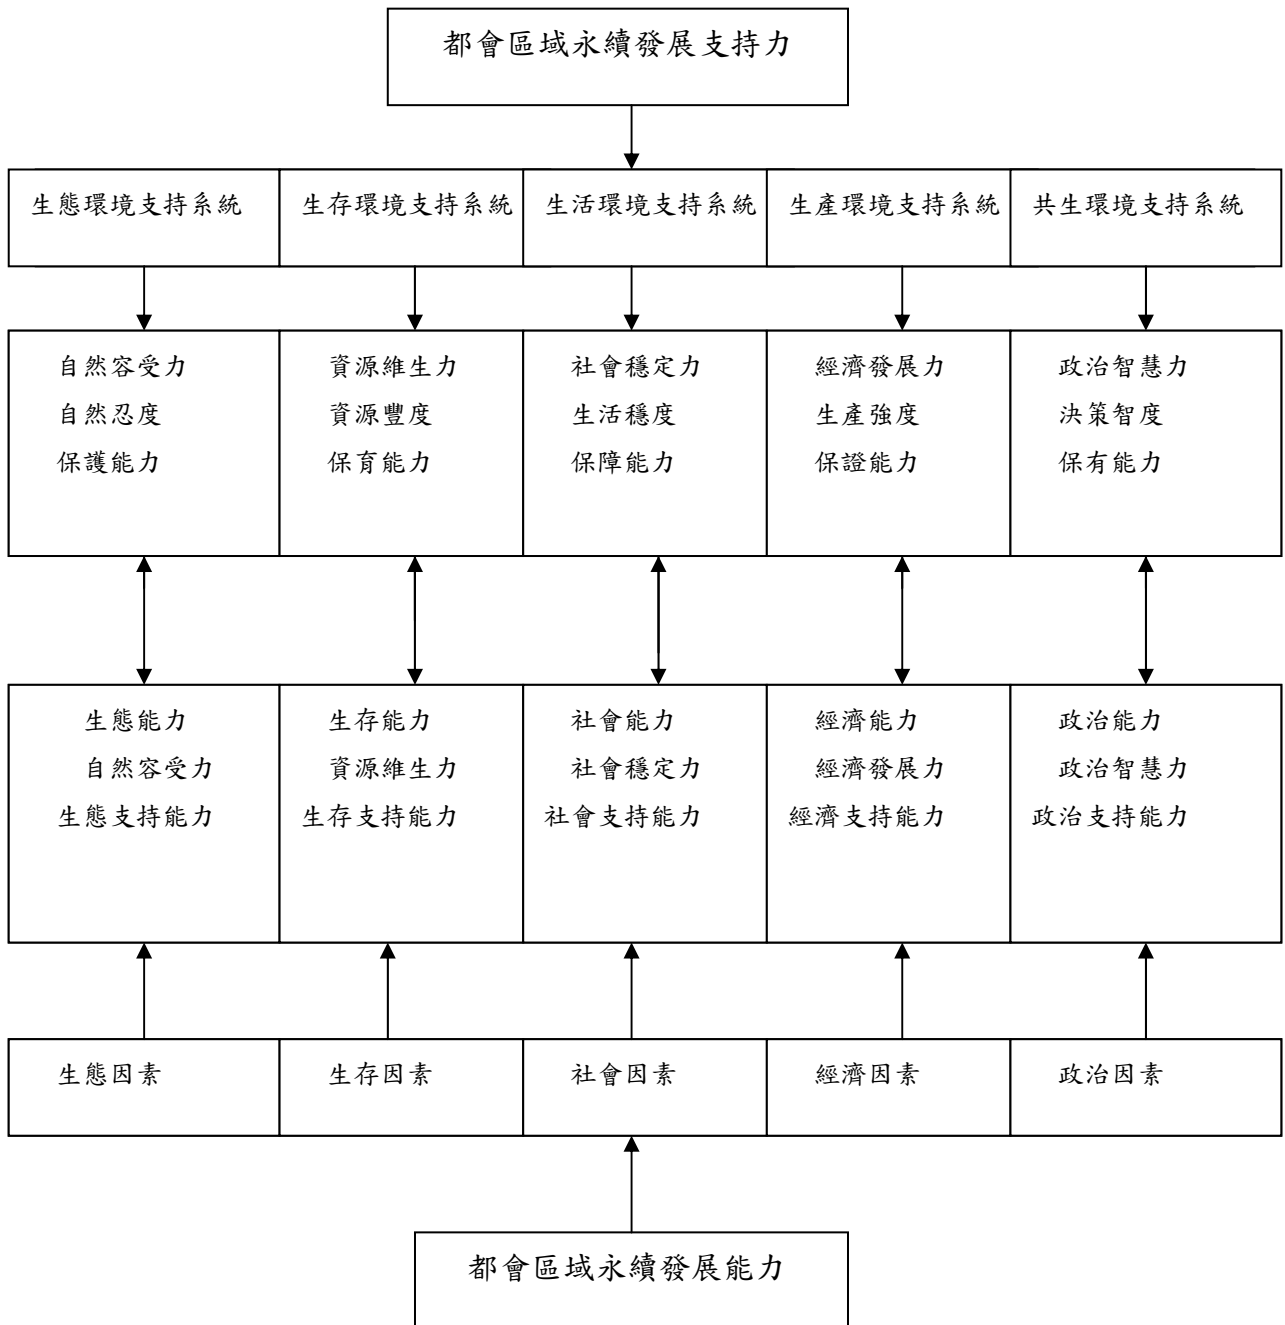 都會區域永續發展支持力
生態環境支持系統 生存環境支持系統 生活環境支持系統 生產環境支持系統 共生環境支持系統
自然容受力 資源維生力 社會穩定力 經濟發展力 政治智慧力
自然忍度 資源豐度 生活穩度 生產強度 決策智度
保護能力 保育能力 保障能力 保證能力 保有能力
生態能力 生存能力 社會能力 經濟能力 政治能力
自然容受力 資源維生力 社會穩定力 經濟發展力 政治智慧力
生態支持能力 生存支持能力 社會支持能力 經濟支持能力 政治支持能力
生態因素 生存因素 社會因素 經濟因素 政治因素
都會區域永續發展能力